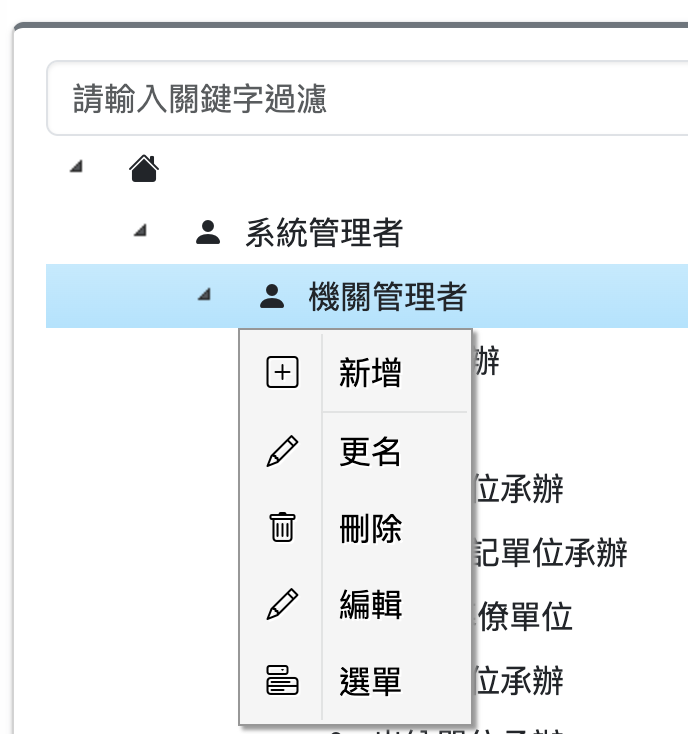 請輸入關鍵字過濾
系統管理者
機關管理者
新增
辦
更名
位承辦
刪除
記單位承辦
編輯
僚單位
選單
位承辦